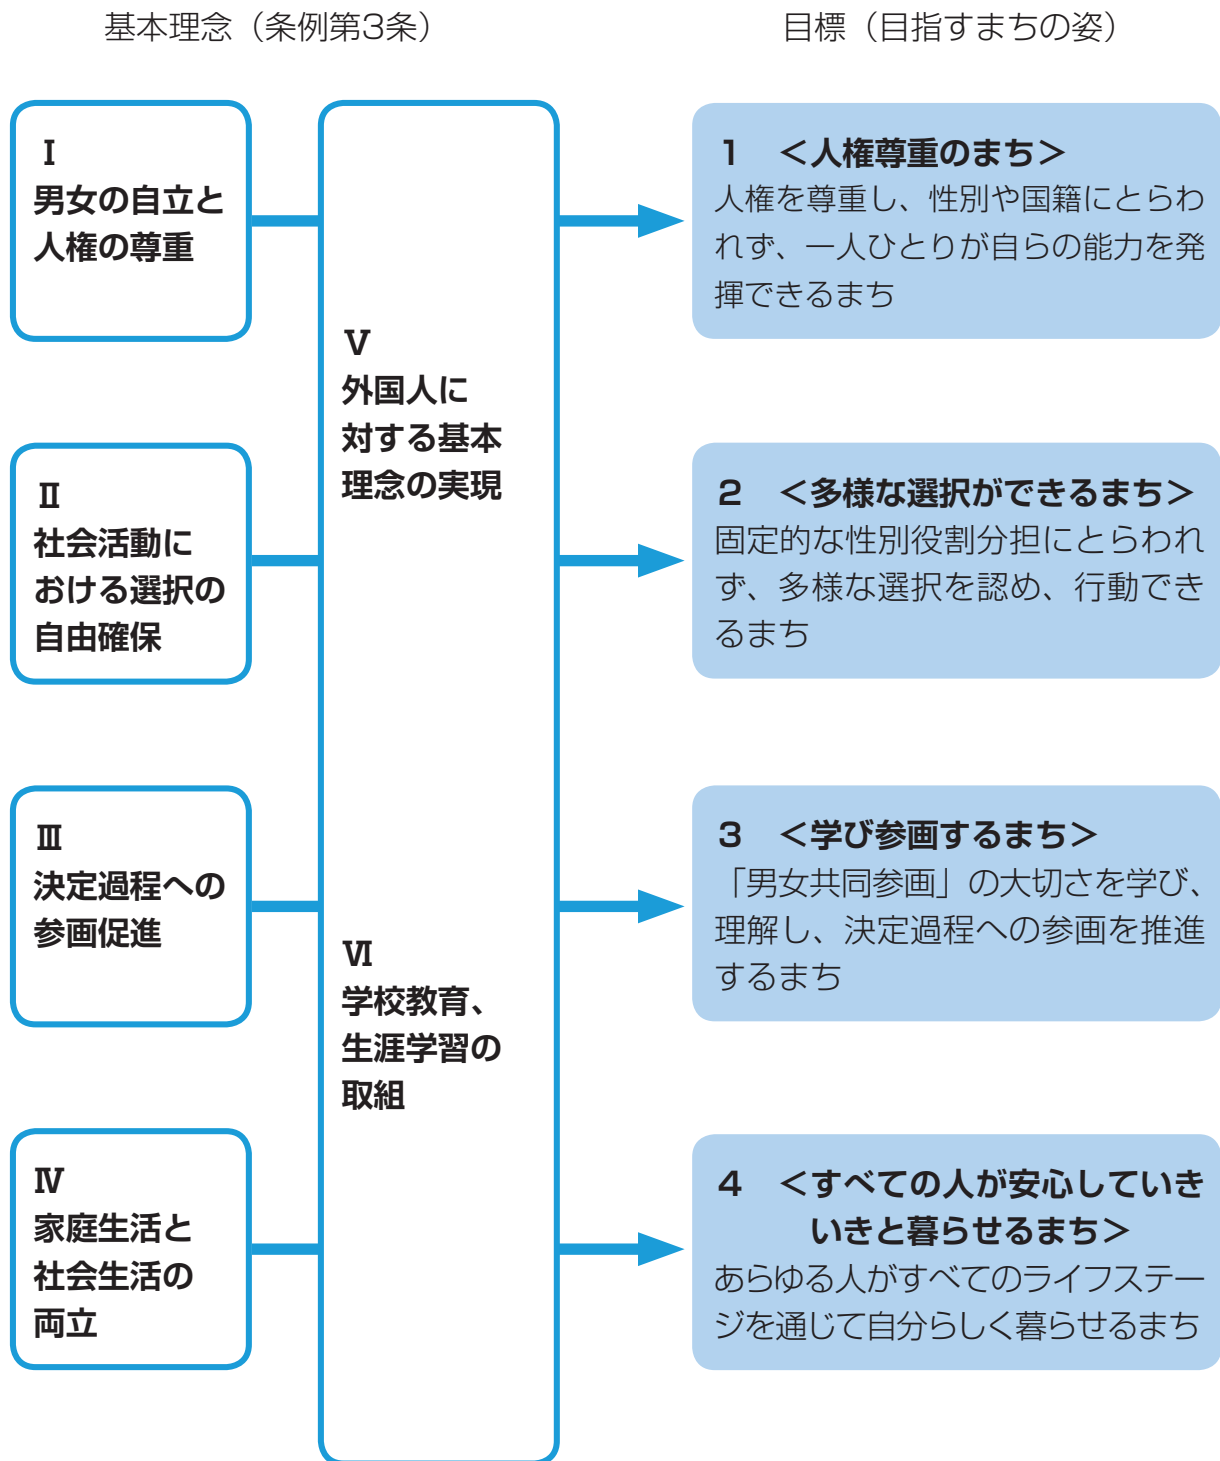 基本理念（条例第3条）
目標（目指すまちの姿）
Ⅰ
男女の自立と
人権の尊重
Ⅱ
社会活動に
おける選択の
自由確保
Ⅲ
決定過程への
参画促進
Ⅳ
家庭生活と
社会生活の
両立
Ⅴ
外国人に
対する基本
理念の実現
Ⅵ
学校教育、
生涯学習の
取組
1　＜人権尊重のまち＞
人権を尊重し、性別や国籍にとらわ
れず、一人ひとりが自らの能力を発
揮できるまち
2　＜多様な選択ができるまち＞
固定的な性別役割分担にとらわれ
ず、多様な選択を認め、行動でき
るまち
3　＜学び参画するまち＞
「男女共同参画」の大切さを学び、
理解し、決定過程への参画を推進
するまち
4　＜すべての人が安心していき
いきと暮らせるまち＞
あらゆる人がすべてのライフステー
ジを通じて自分らしく暮らせるまち